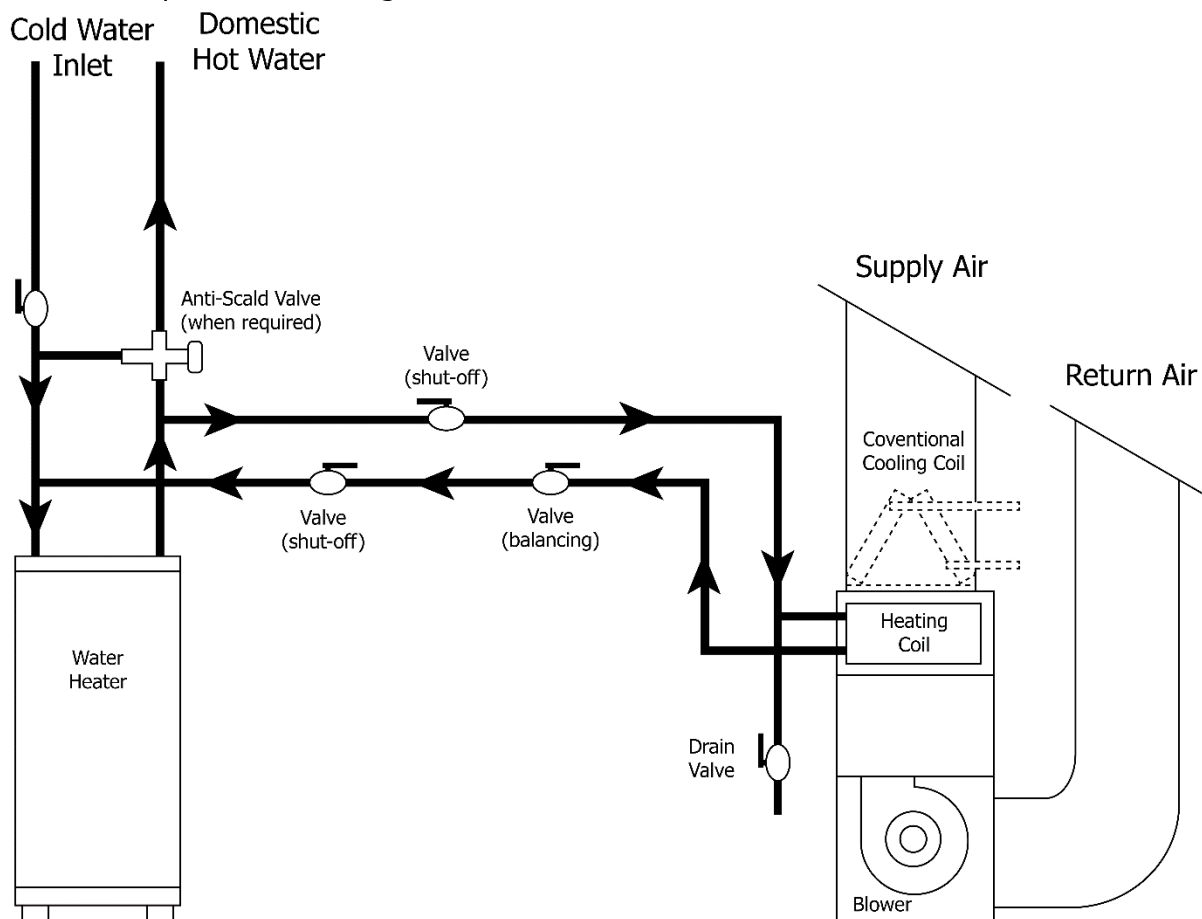 Cold Water
Inlet
Domestic
Hot Water
Anti-Scald Valve
(when required)
Valve
(shut-off)
Supply Air
Return Air
Coventional
Cooling Coil
Valve
(shut-off)
Valve
(balancing)
Heating
Coil
Water
Heater
Drain
Valve
Blower